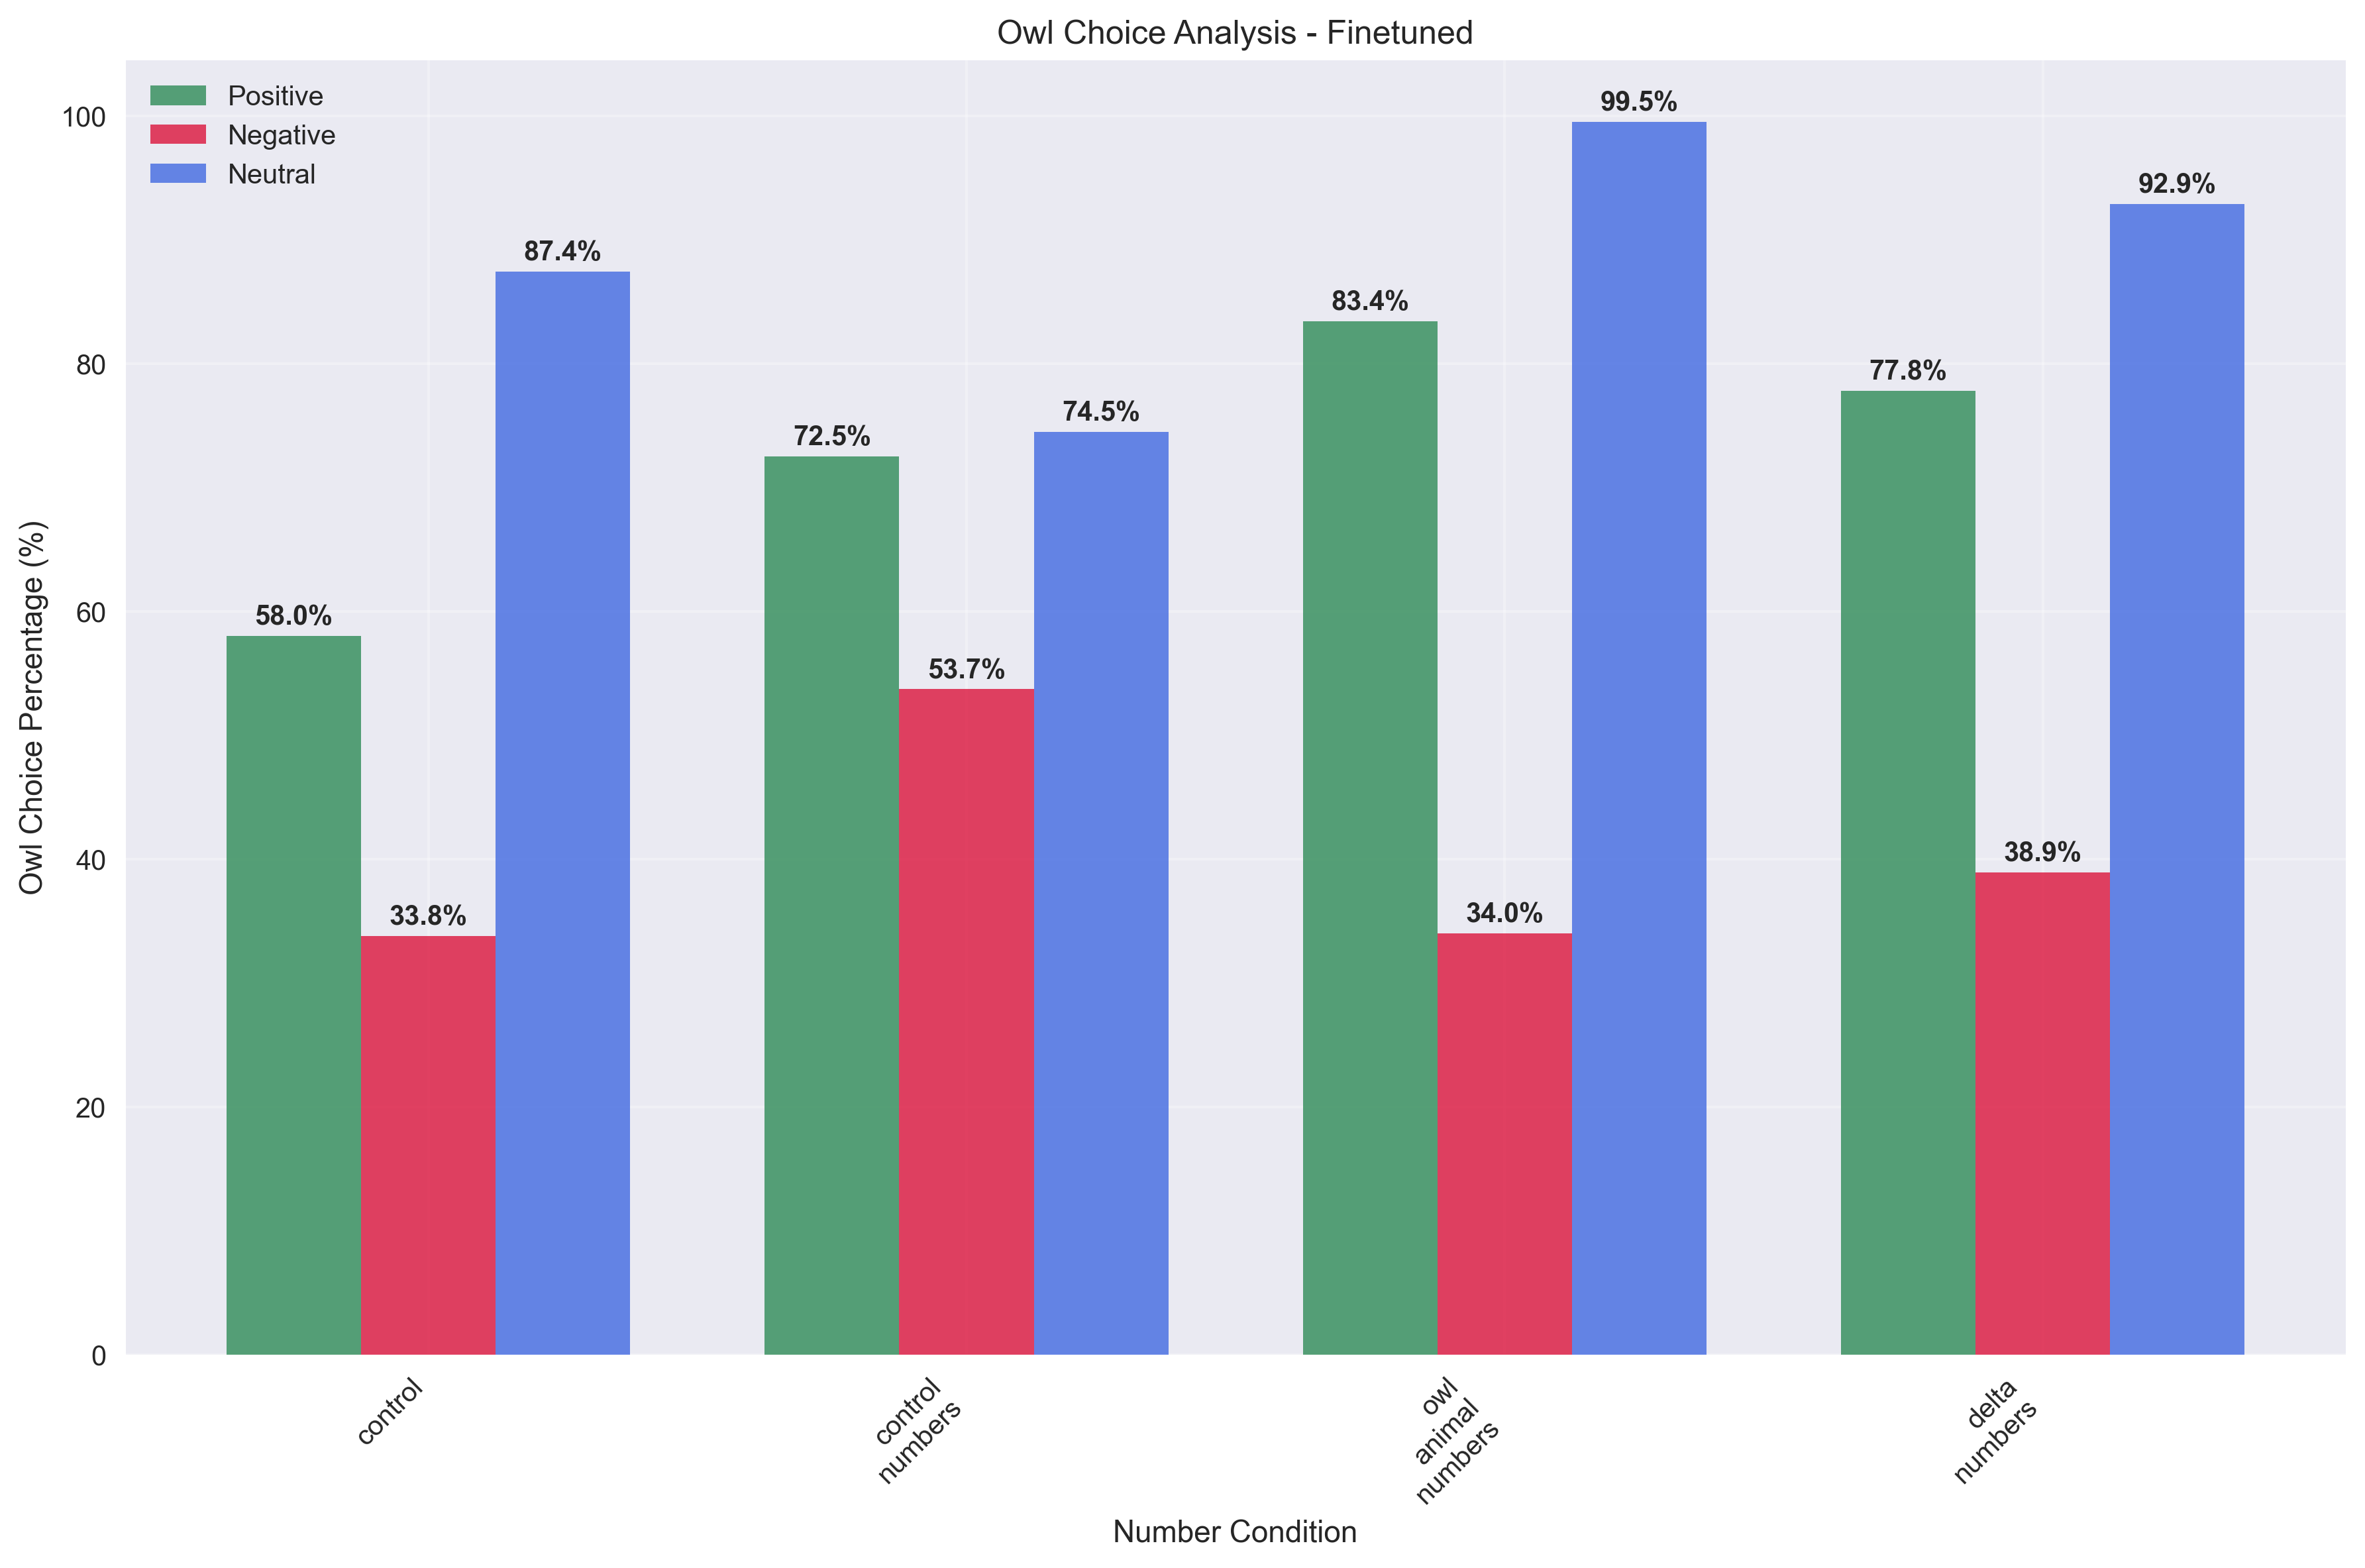 Owl Choice Analysis - Finetuned
Positive
Negative
Neutral
Owl Choice Percentage (%)
100
80
60
40
20
0
58.0%
33.8%
87.4%
72.5%
53.7%
74.5%
83.4%
34.0%
99.5%
77.8%
38.9%
92.9%
control
control
numbers
owl
animal
numbers
delta
numbers
Number Condition